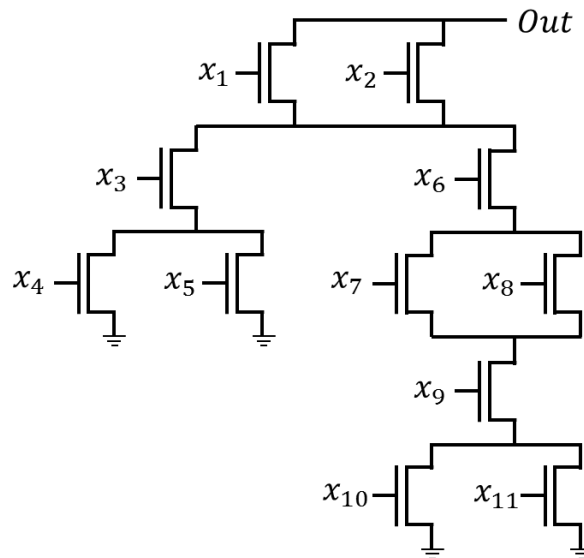 Out
x₁ x₂
x₃ x₆
x₄ x₅ x₇ x₈
x₉
x₁₀ x₁₁